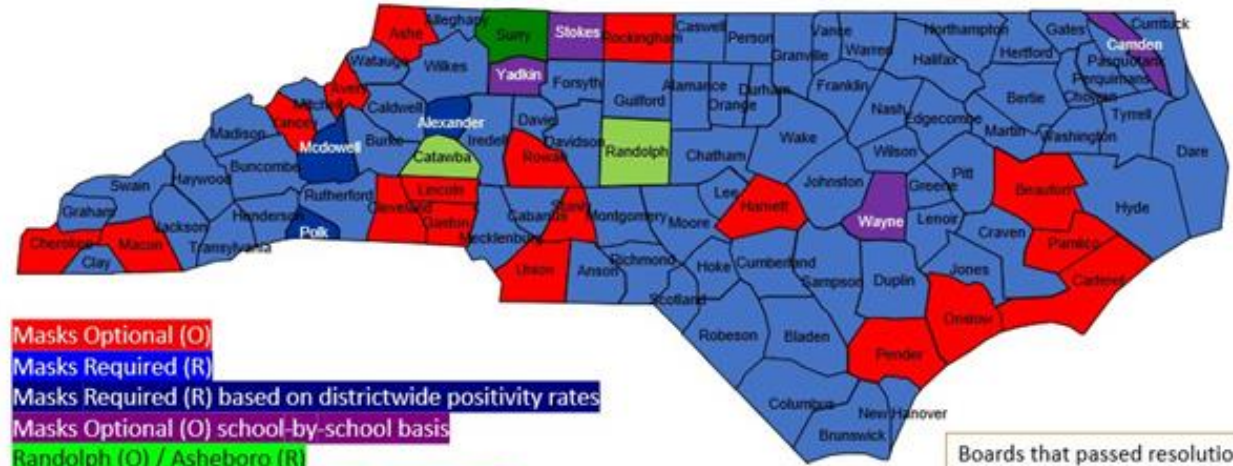 Alleghany
Ashe
Surry
Stokes
Rockingham
Caswell
Person
Granville
Vance
Warren
Northampton
Gates
Currituck
Camden
Halifax
Hertford
Pasquotank
Perquimans
Chowan
Watauga
Wilkes
Yadkin
Forsyth
Guilford
Alamance
Orange
Durham
Franklin
Nash
Edgecombe
Bertie
Martin
Washington
Tyrrell
Dare
Avery
Mitchell
Yancey
Caldwell
Alexander
Iredell
Davie
Davidson
Randolph
Chatham
Wake
Wilson
Madison
Mcdowell
Burke
Catawba
Rowan
Buncombe
Haywood
Swain
Graham
Rutherford
Lincoln
Cleveland
Gaston
Cabarrus
Stanly
Montgomery
Moore
Lee
Harnett
Johnston
Wayne
Greene
Pitt
Lenoir
Beaufort
Hyde
Craven
Pamlico
Jackson
Henderson
Polk
Transylvania
Mecklenburg
Cherokee
Macon
Clay
Union
Anson
Richmond
Scotland
Hoke
Cumberland
Sampson
Duplin
Jones
Carteret
Onslow
Robeson
Bladen
Pender
Columbus
New Hanover
Brunswick
Masks Optional (O)
Masks Required (R)
Masks Required (R) based on districtwide positivity rates
Masks Optional (O) school-by-school basis
Randolph (O) / Asheboro (R)
Boards that passed resolutio